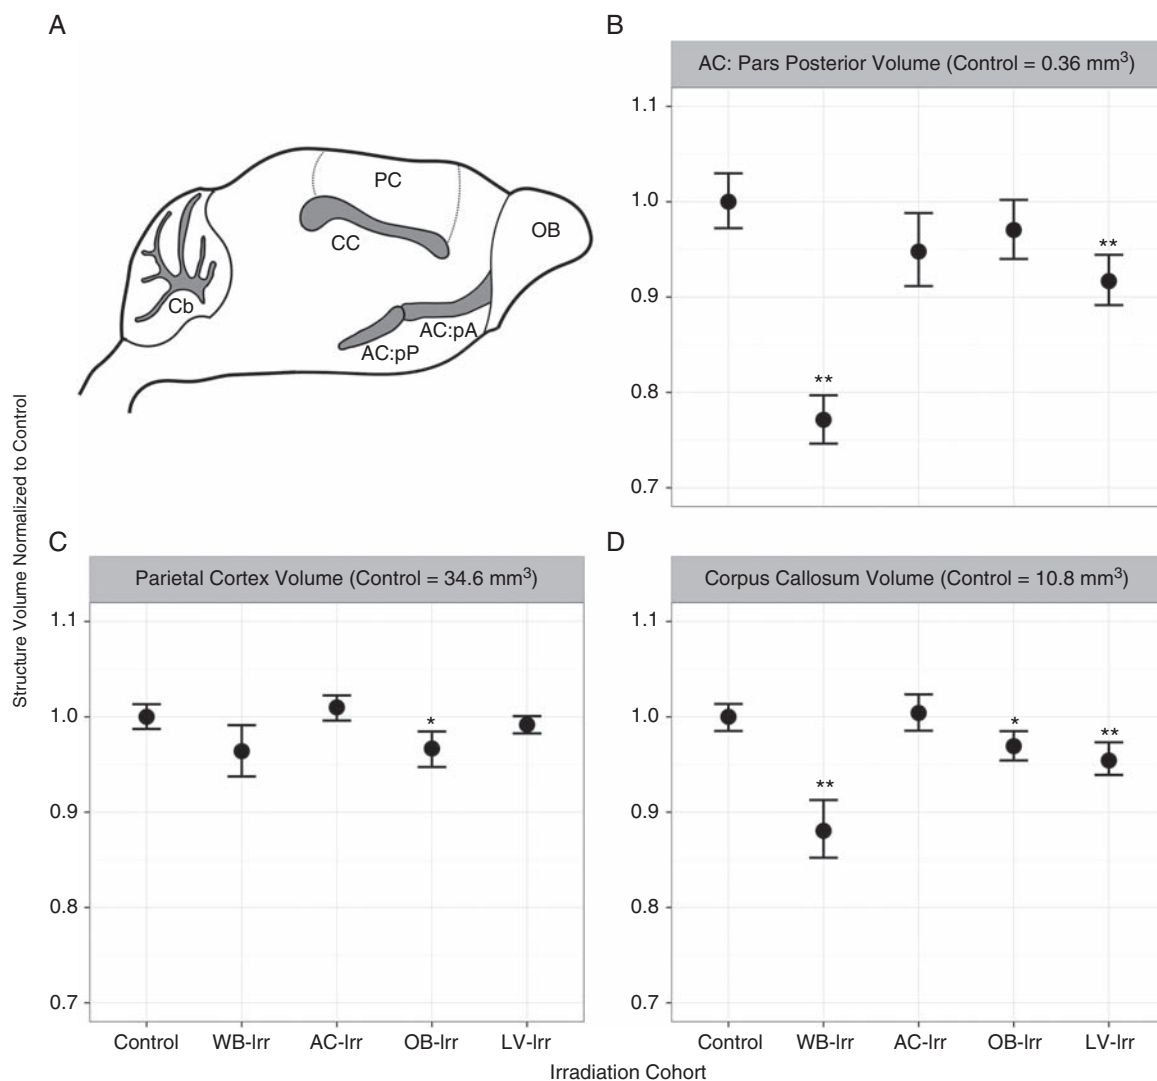 A
PC
OB
CC
Cb
AC:pA
AC:pP
B
AC: Pars Posterior Volume (Control = 0.36 mm³)
1.1
1.0
0.9
0.8
0.7
**
**
Structure Volume Normalized to Control
C
Parietal Cortex Volume (Control = 34.6 mm³)
1.1
1.0
0.9
0.8
0.7
*
Control WB-Irr AC-Irr OB-Irr LV-Irr
D
Corpus Callosum Volume (Control = 10.8 mm³)
1.1
1.0
0.9
0.8
0.7
**
*
**
Control WB-Irr AC-Irr OB-Irr LV-Irr
Irradiation Cohort